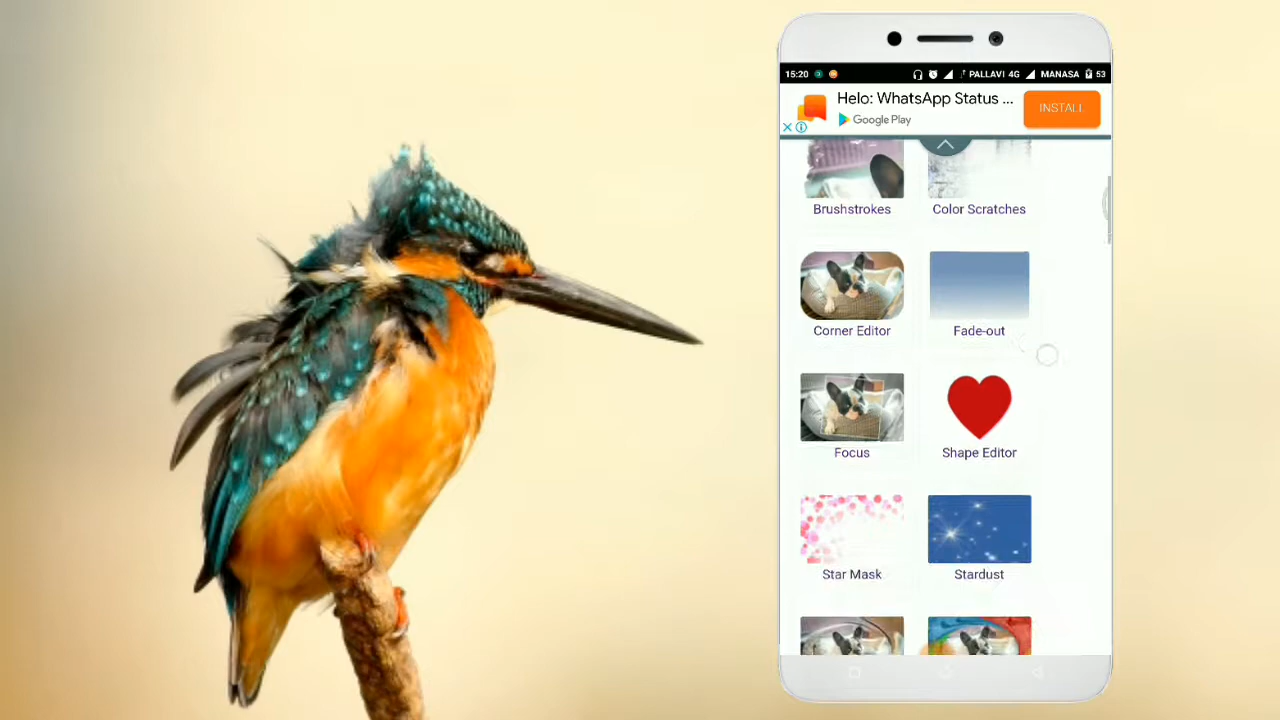 15:20 PALLAVI 4G MANASA 53
Helo: WhatsApp Status ...
Google Play
INSTALL
Brushstrokes Color Scratches
Corner Editor Fade-out
Focus Shape Editor
Star Mask Stardust